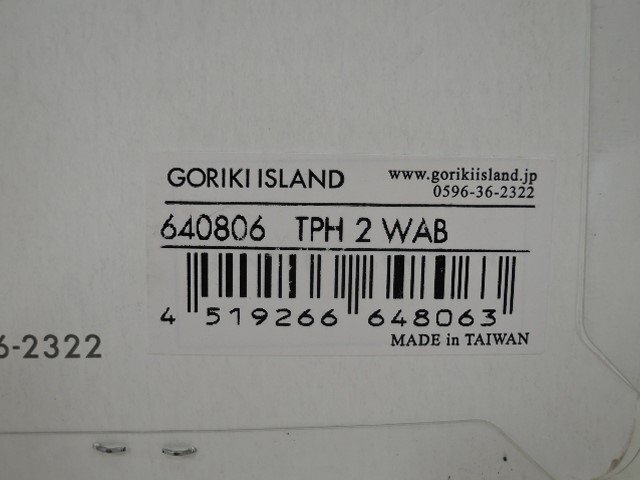 GORIKI ISLAND
www.gorikiisland.jp
0596-36-2322
640806 TPH 2 WAB
4 519266 648063
MADE in TAIWAN
6-2322